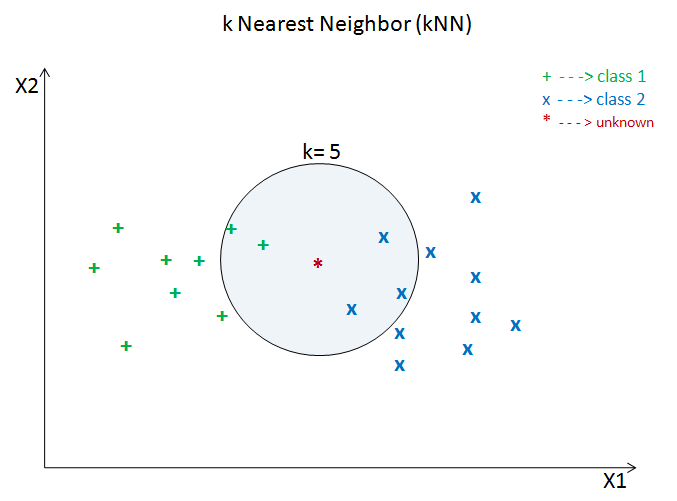 k Nearest Neighbor (kNN)
+ - - -> class 1
x - - -> class 2
* - - - > unknown
X2
k= 5
X1